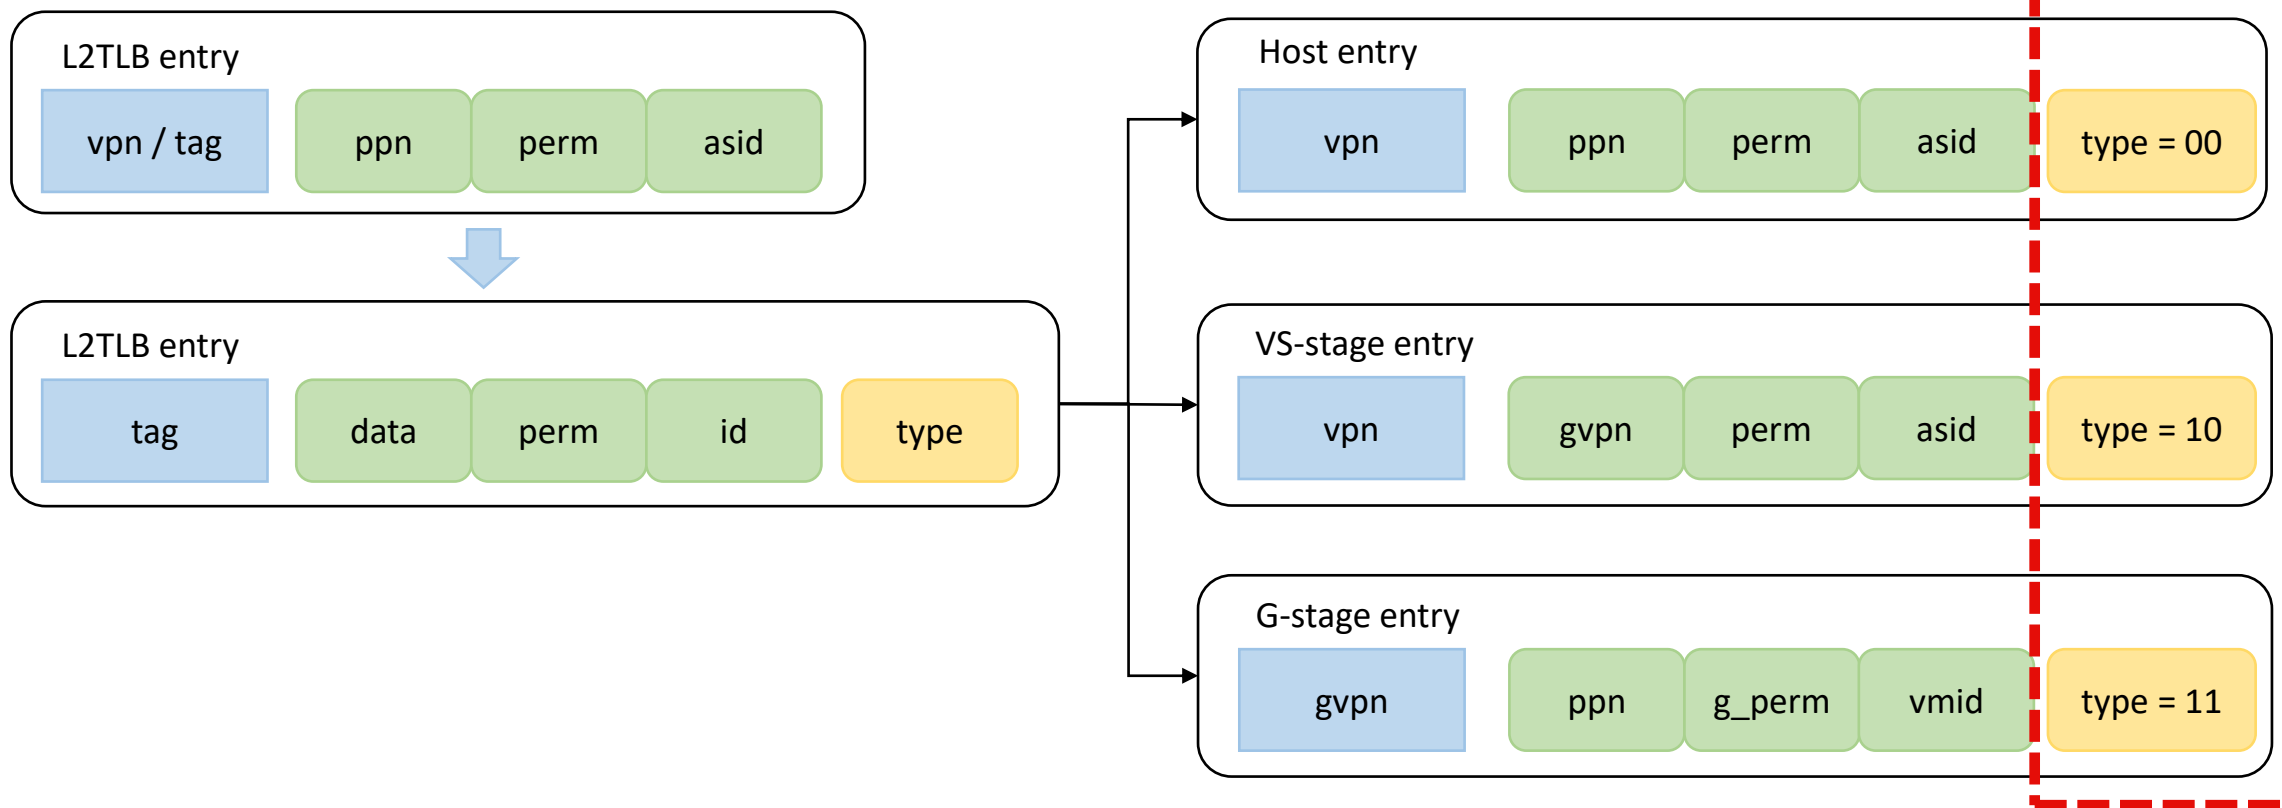 L2TLB entry
vpn / tag ppn perm asid
L2TLB entry
tag data perm id type
Host entry
vpn ppn perm asid type = 00
VS-stage entry
vpn gvpn perm asid type = 10
G-stage entry
gvpn ppn g_perm vmid type = 11